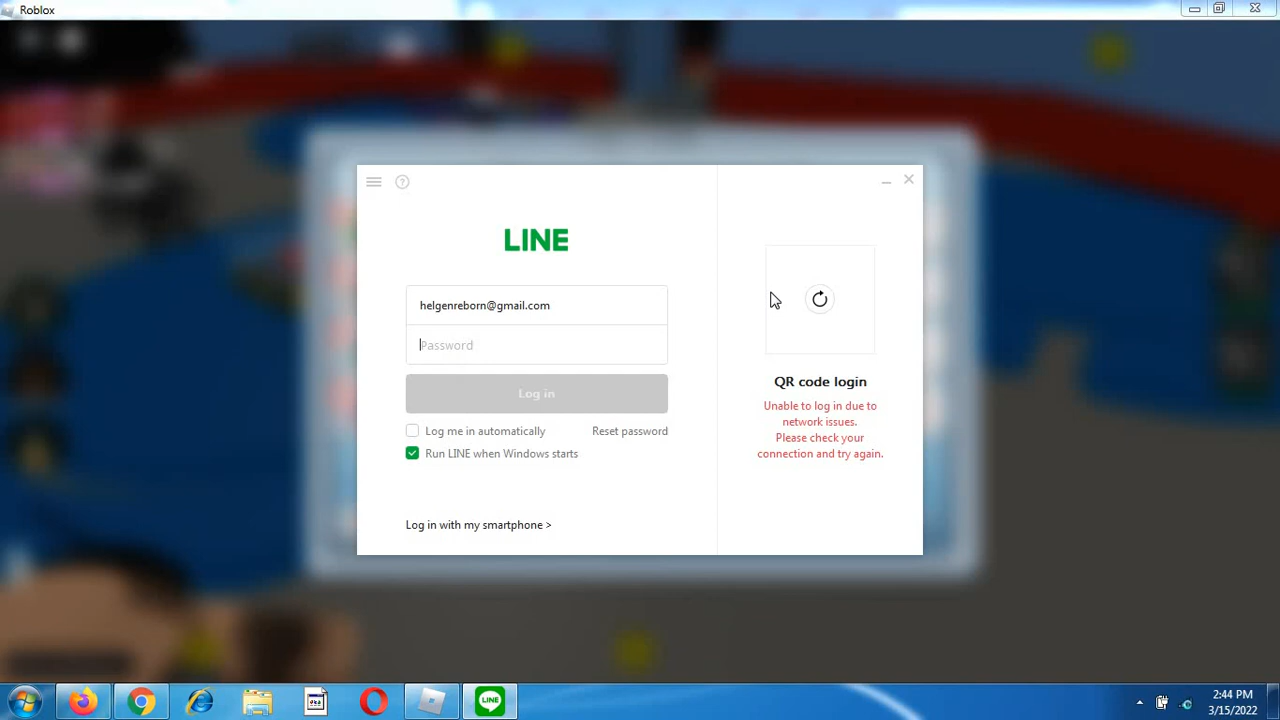 Roblox
LINE
helgenreborn@gmail.com
Password
Log in
Log me in automatically
Reset password
Run LINE when Windows starts
Log in with my smartphone >
QR code login
Unable to log in due to
network issues.
Please check your
connection and try again.
LINE
2:44 PM
3/15/2022